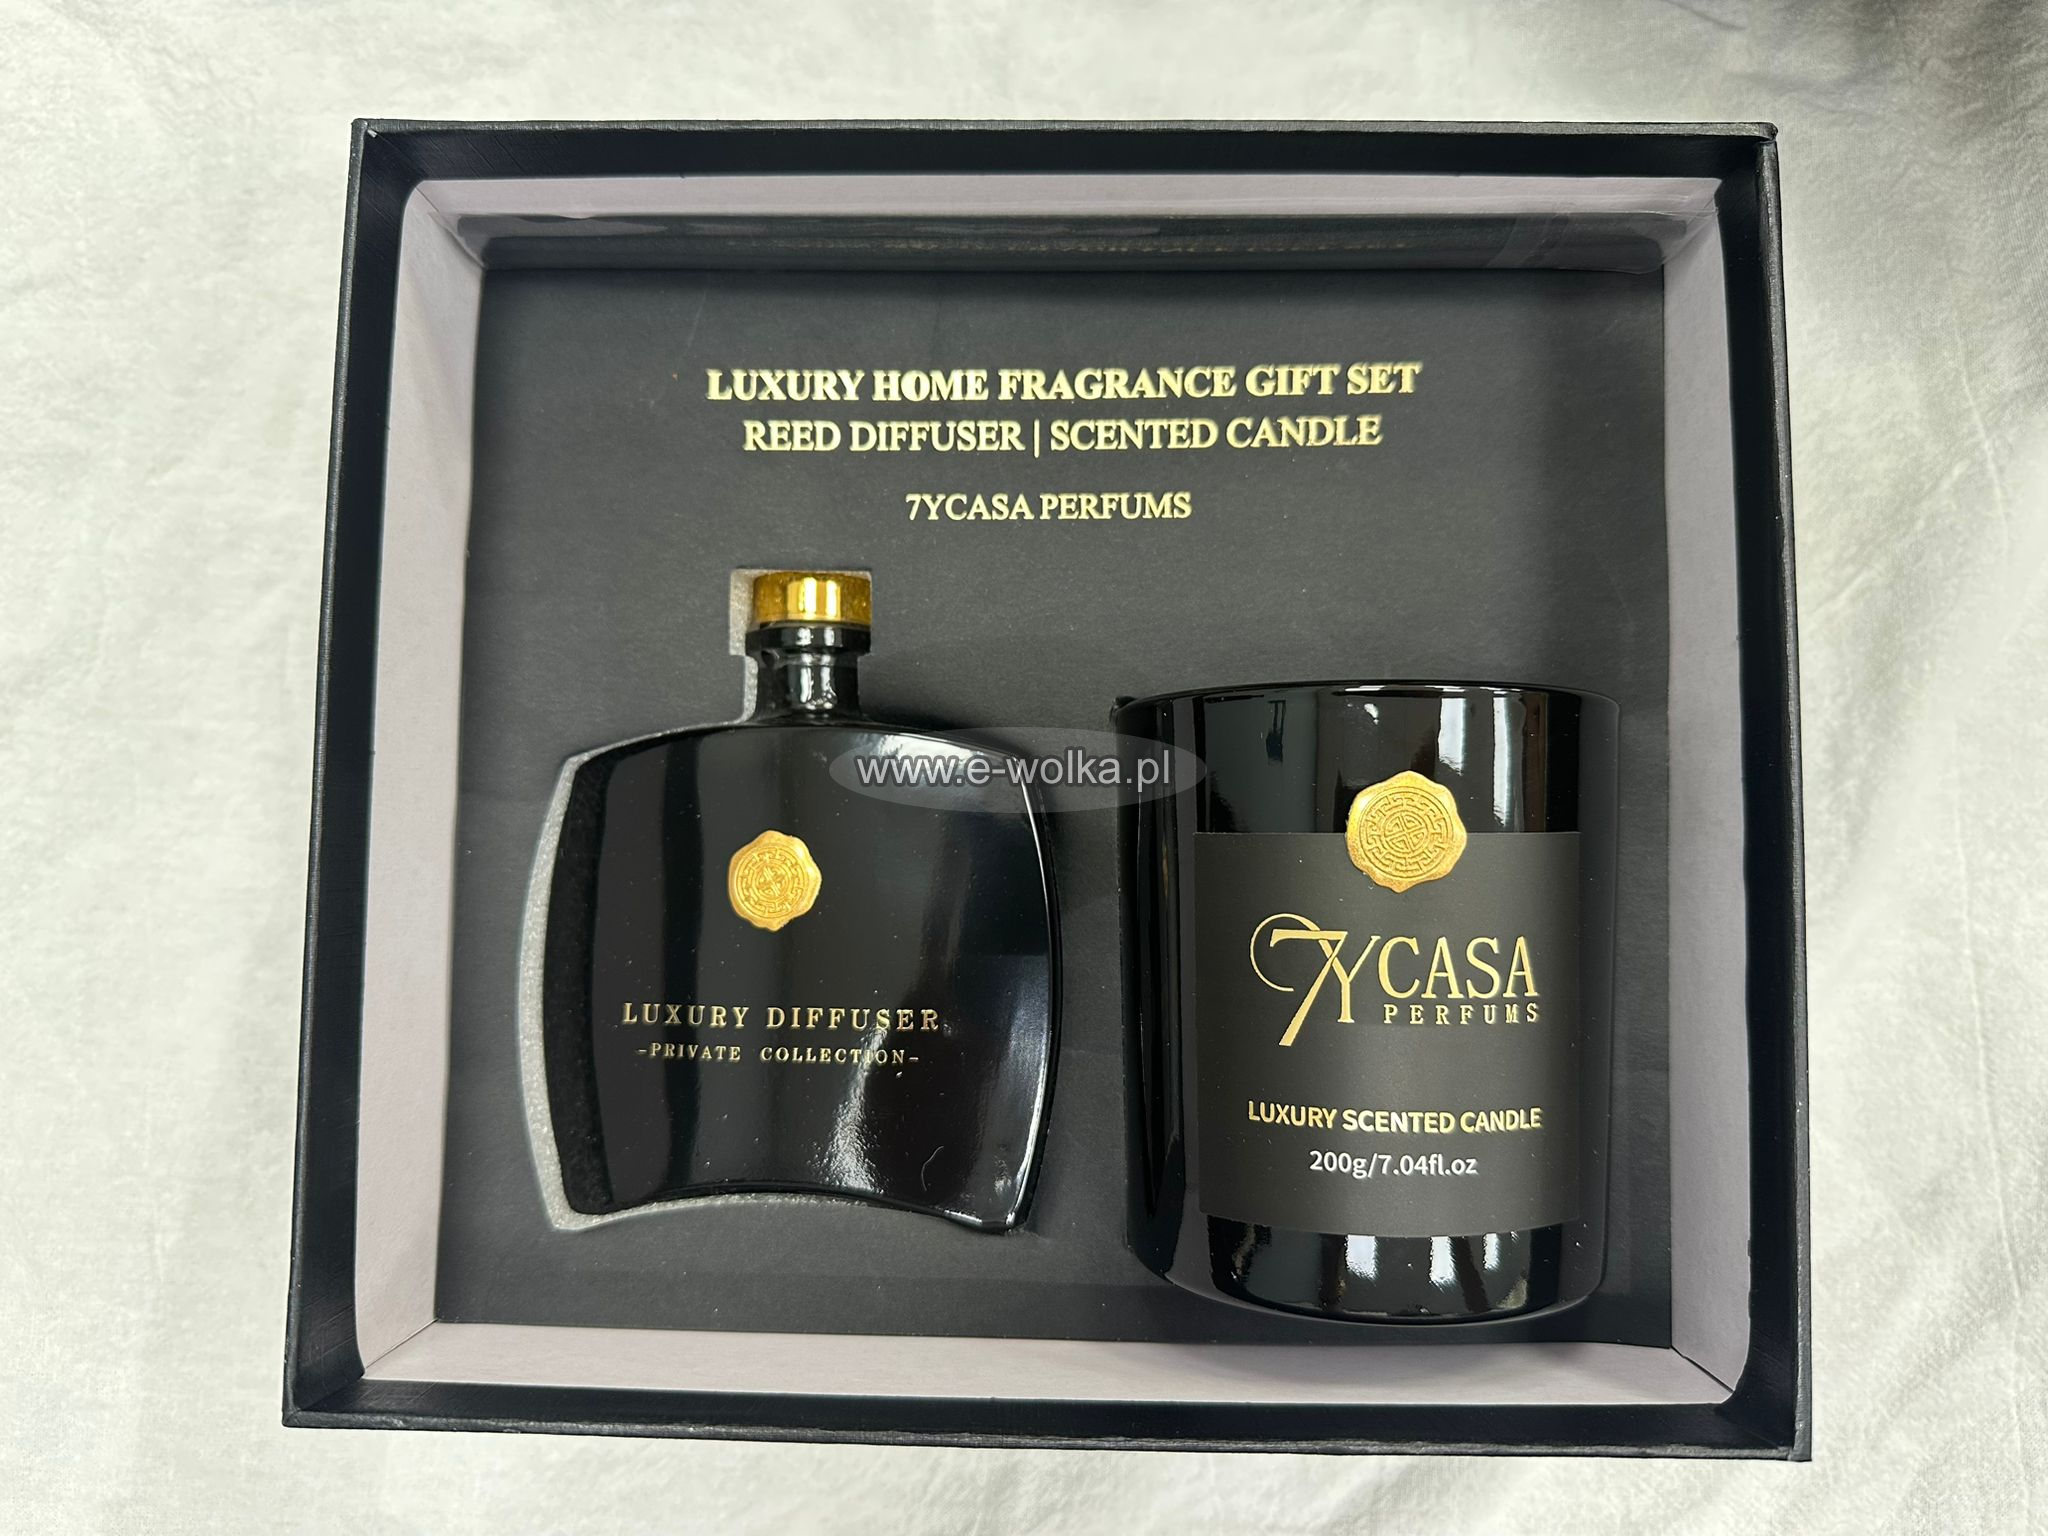 LUXURY HOME FRAGRANCE GIFT SET
REED DIFFUSER | SCENTED CANDLE
7YCASA PERFUMS
www.e-wolka.pl
LUXURY DIFFUSER
-PRIVATE COLLECTION-
7YCASA
PERFUMS
LUXURY SCENTED CANDLE
200g/7.04fl.oz